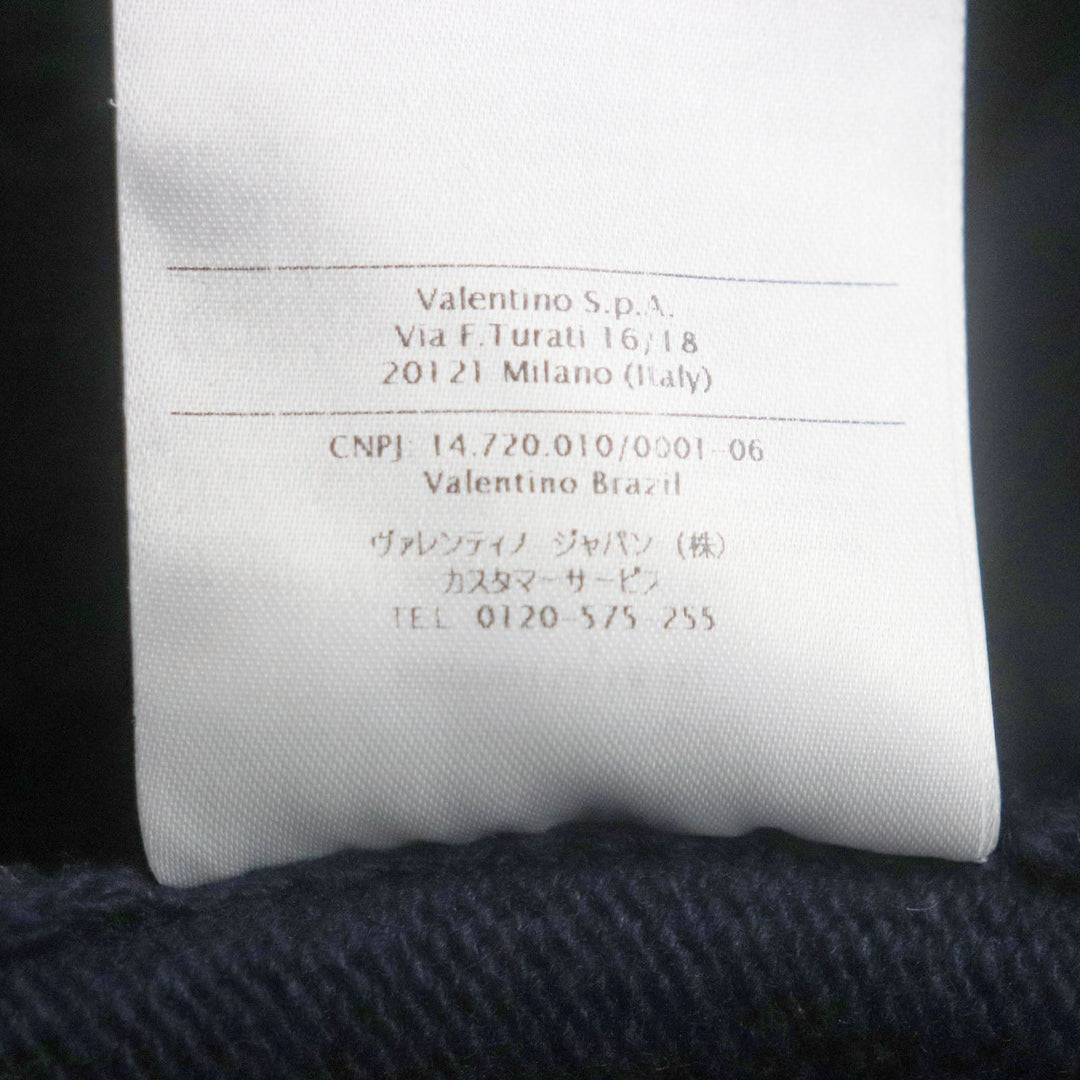 Valentino S.p.A.
Via F.Turati 16/18
20121 Milano (Italy)
CNPJ: 14.720.010/0001-06
Valentino Brazil
ヴァレンティノ ジャパン (株)
カスタマーサービス
TEL 0120-575-255